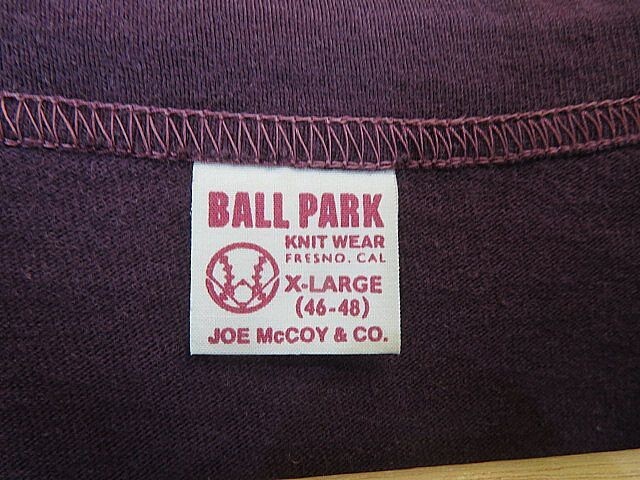 BALL PARK
KNIT WEAR
FRESNO. CAL
X-LARGE
(46-48)
JOE McCOY & CO.